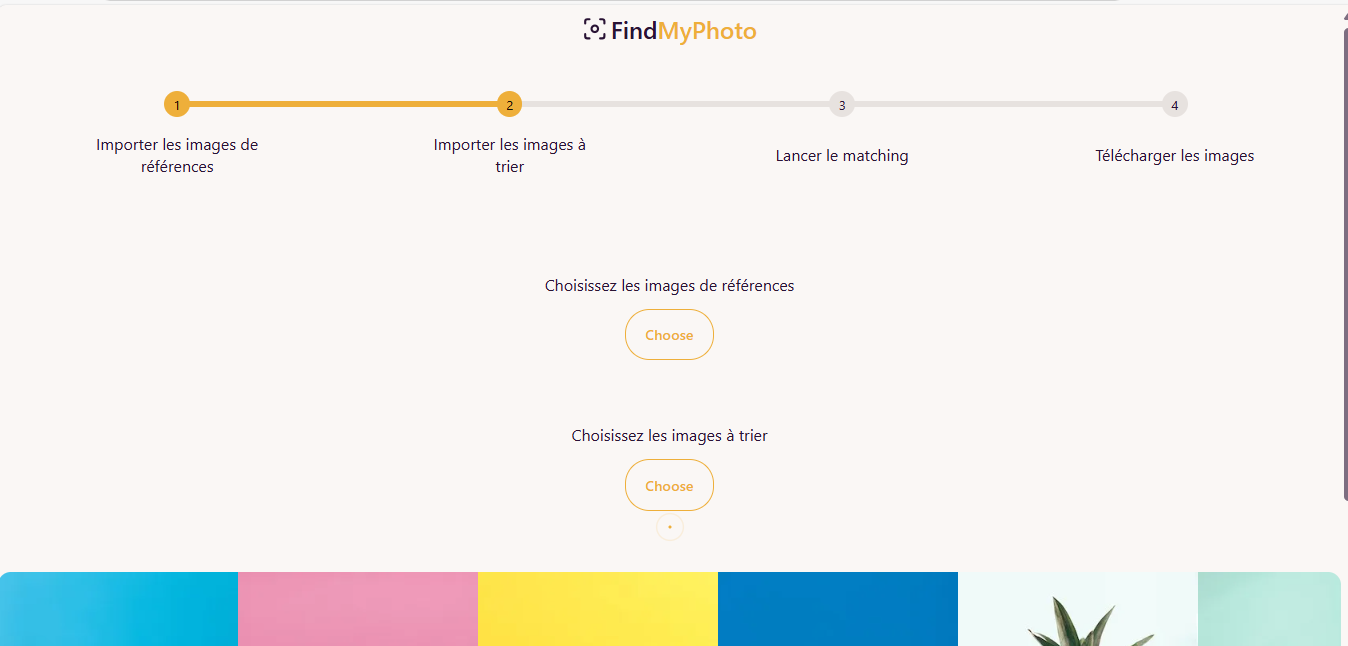 FindMyPhoto
1
2
3
4
Importer les images de
références
Importer les images à
trier
Lancer le matching
Télécharger les images
Choisissez les images de références
Choose
Choisissez les images à trier
Choose